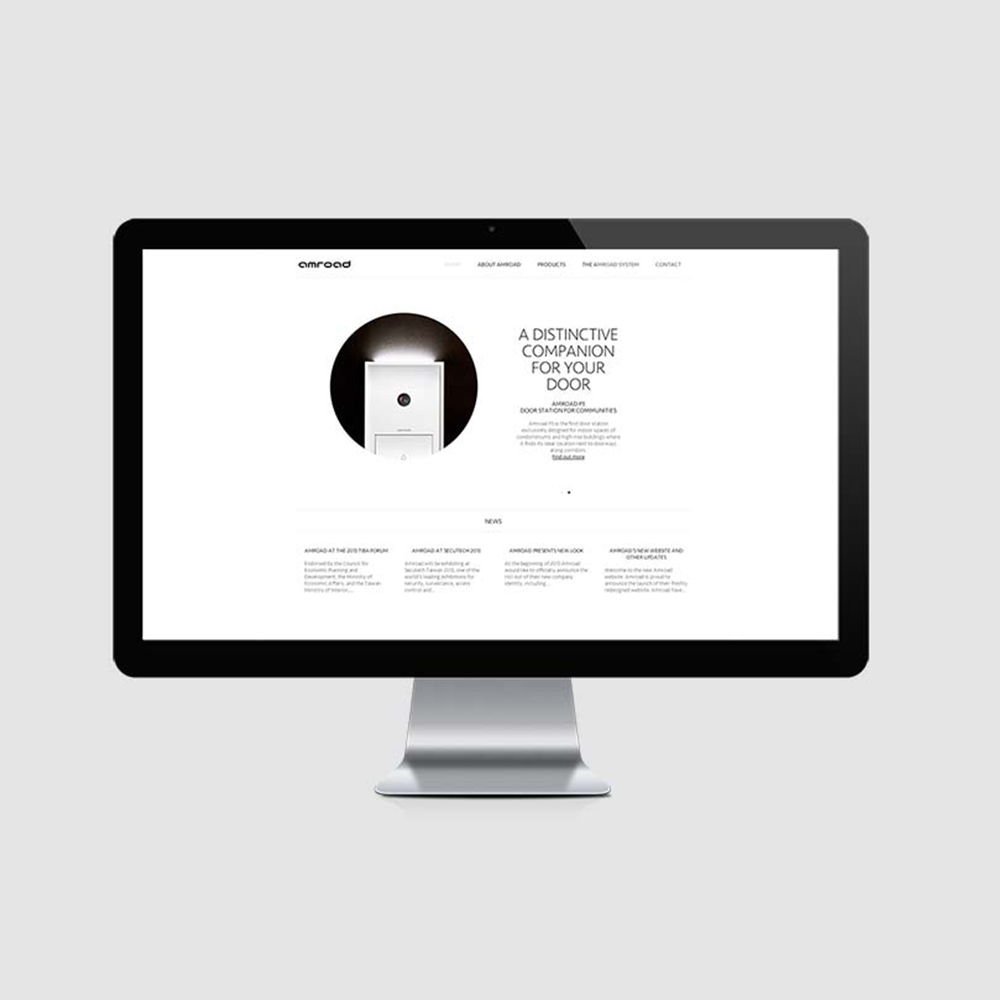 amroad
HOME ABOUT AMROAD PRODUCTS THE AMROAD SYSTEM CONTACT
A DISTINCTIVE
COMPANION
FOR YOUR
DOOR
AMROAD P3
DOOR STATION FOR COMMUNITIES
Amroad P3 is the first door station
exclusively designed for indoor spaces of
condominiums and high-rise buildings where
it finds its ideal location next to doorways
along corridors.
find out more
NEWS
AMROAD AT THE 2013 TIBA FORUM
Endorsed by the Council for
Economic Planning and
Development, the Ministry of
Economic Affairs, and the Taiwan
Ministry of Interior, ...
AMROAD AT SECUTECH 2013
Amroad will be exhibiting at
Secutech Taiwan 2013, one of the
world's leading exhibitions for
security, surveillance, access
control and...
AMROAD PRESENTS NEW LOOK
At the beginning of 2013 Amroad
would like to officially announce the
roll out of their new company
identity, including...
AMROAD'S NEW WEBSITE AND
OTHER UPDATES
Welcome to the new Amroad
website. Amroad is proud to
announce the launch of their freshly
redesigned website. Amroad have...